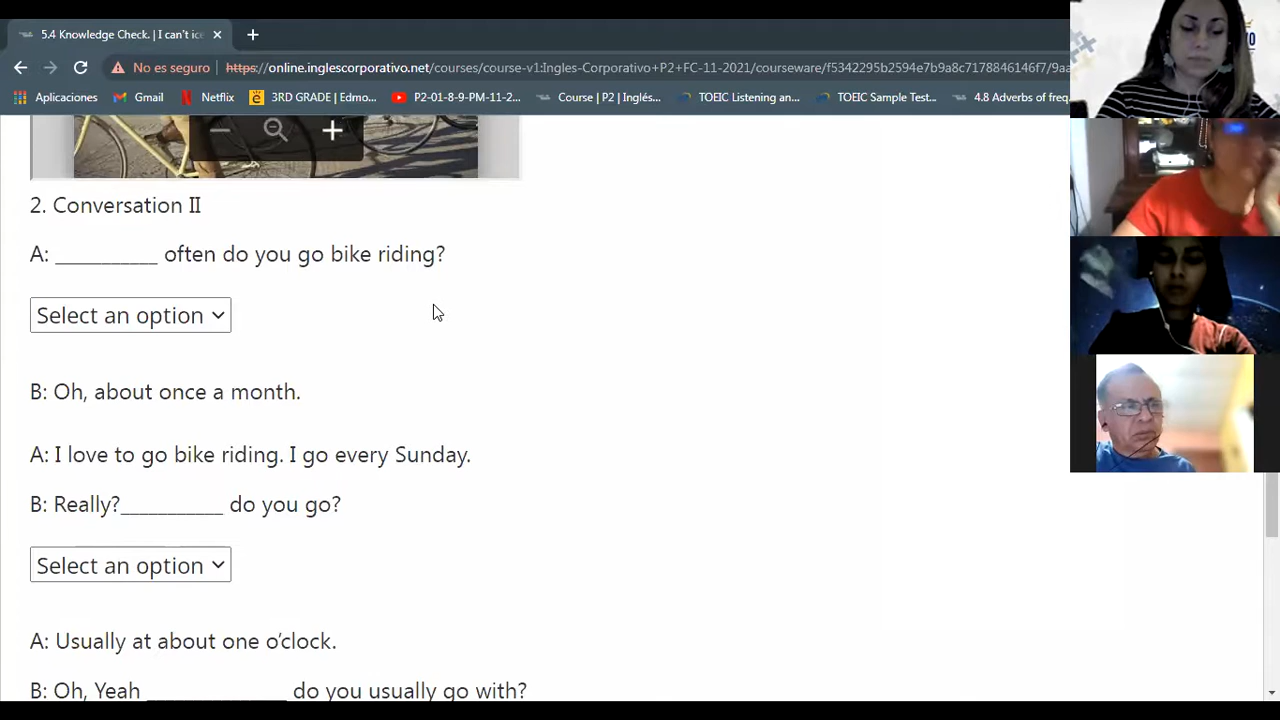 5.4 Knowledge Check. | I can't ice
No es seguro
https://online.inglescorporativo.net/courses/course-v1:Ingles-Corporativo+P2+FC-11-2021/courseware/f5342295b2594e7b9a8c7178846146f7/9aa
Aplicaciones
Gmail
Netflix
3RD GRADE | Edmo...
P2-01-8-9-PM-11-2...
Course | P2 | Inglés...
TOEIC Listening an...
TOEIC Sample Test...
4.8 Adverbs of freq
2. Conversation II
A: __________ often do you go bike riding?
Select an option
B: Oh, about once a month.
A: I love to go bike riding. I go every Sunday.
B: Really?__________ do you go?
Select an option
A: Usually at about one o'clock.
B: Oh, Yeah ______________ do you usually go with?